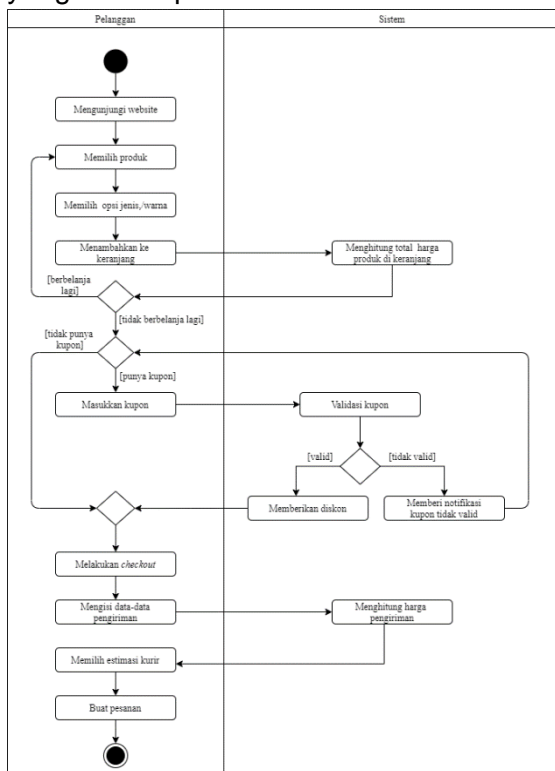 Pelanggan
Sistem
Mengunjungi website
Memilih produk
Memilih opsi jenis,/warna
Menambahkan ke
keranjang
Menghitung total harga
produk di keranjang
[berbelanja
lagi]
[tidak berbelanja lagi]
[tidak punya
kupon]
[punya kupon]
Masukkan kupon
Validasi kupon
[valid]
[tidak valid]
Memberikan diskon
Memberi notifikasi
kupon tidak valid
Melakukan checkout
Mengisi data-data
pengiriman
Menghitung harga
pengiriman
Memilih estimasi kurir
Buat pesanan